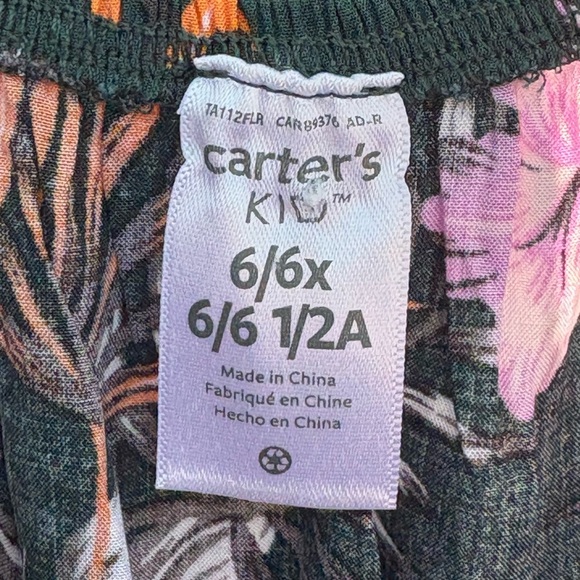 TA112FLR CAR89376 AD-R
carter's
KID™
6/6x
6/6 1/2A
Made in China
Fabriqué en Chine
Hecho en China